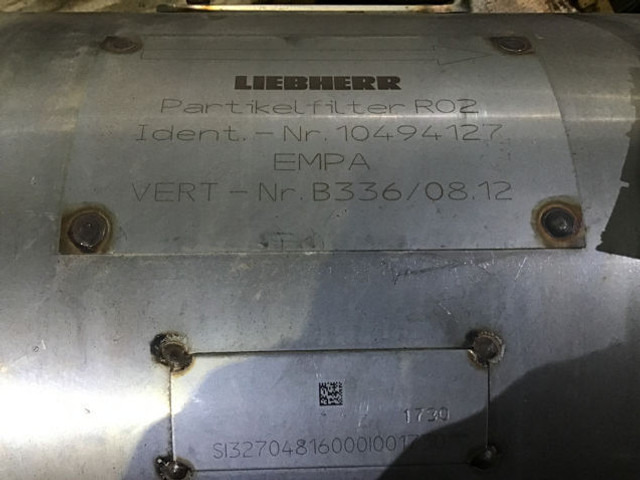 LIEBHERR
Partikelfilter R02
Ident.-Nr. 10494127
EMPA
VERT-Nr. B336/08.12
1730